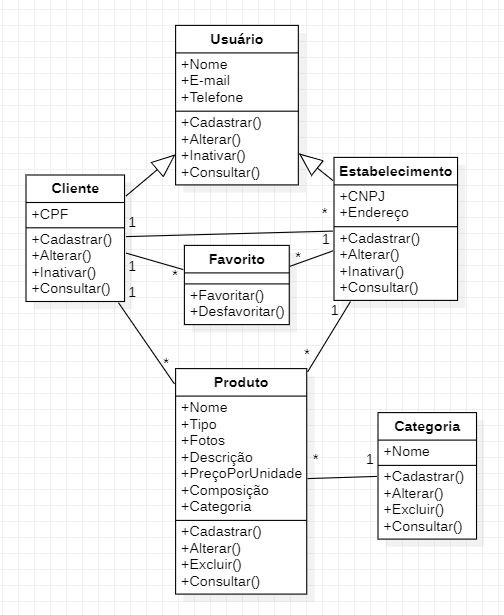 Usuário
+Nome
+E-mail
+Telefone
+Cadastrar()
+Alterar()
+Inativar()
+Consultar()
Cliente
+CPF
+Cadastrar()
+Alterar()
+Inativar()
+Consultar()
Estabelecimento
+CNPJ
+Endereço
+Cadastrar()
+Alterar()
+Inativar()
+Consultar()
1
*
1
*
Favorito
+Favoritar()
+Desfavoritar()
*
1
1
*
1
*
Produto
+Nome
+Tipo
+Fotos
+Descrição
+PreçoPorUnidade
+Composição
+Categoria
+Cadastrar()
+Alterar()
+Excluir()
+Consultar()
*
1
Categoria
+Nome
+Cadastrar()
+Alterar()
+Excluir()
+Consultar()